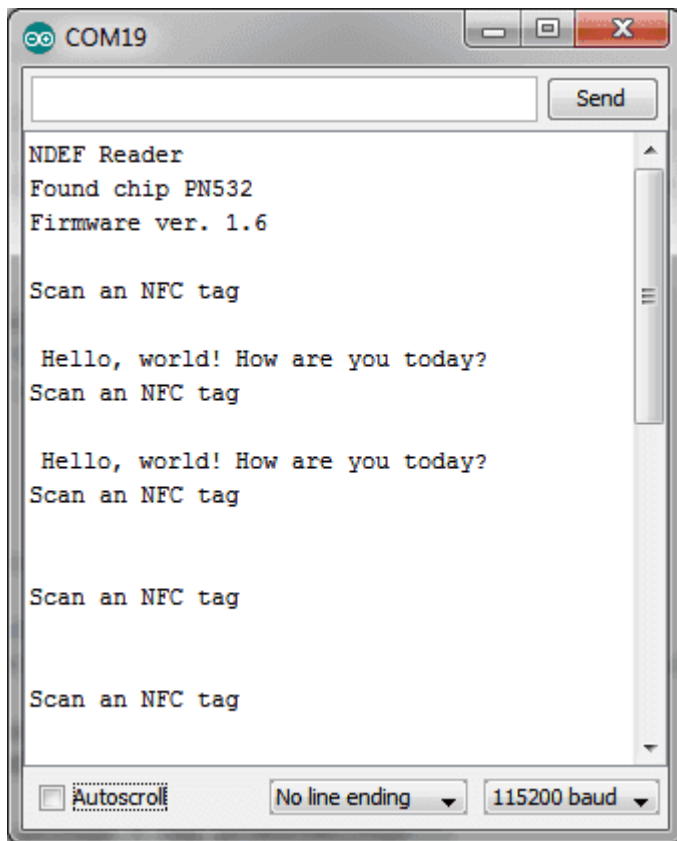 COM19
Send
NDEF Reader
Found chip PN532
Firmware ver. 1.6
Scan an NFC tag
Hello, world! How are you today?
Scan an NFC tag
Hello, world! How are you today?
Scan an NFC tag
Scan an NFC tag
Scan an NFC tag
Autoscroll No line ending 115200 baud